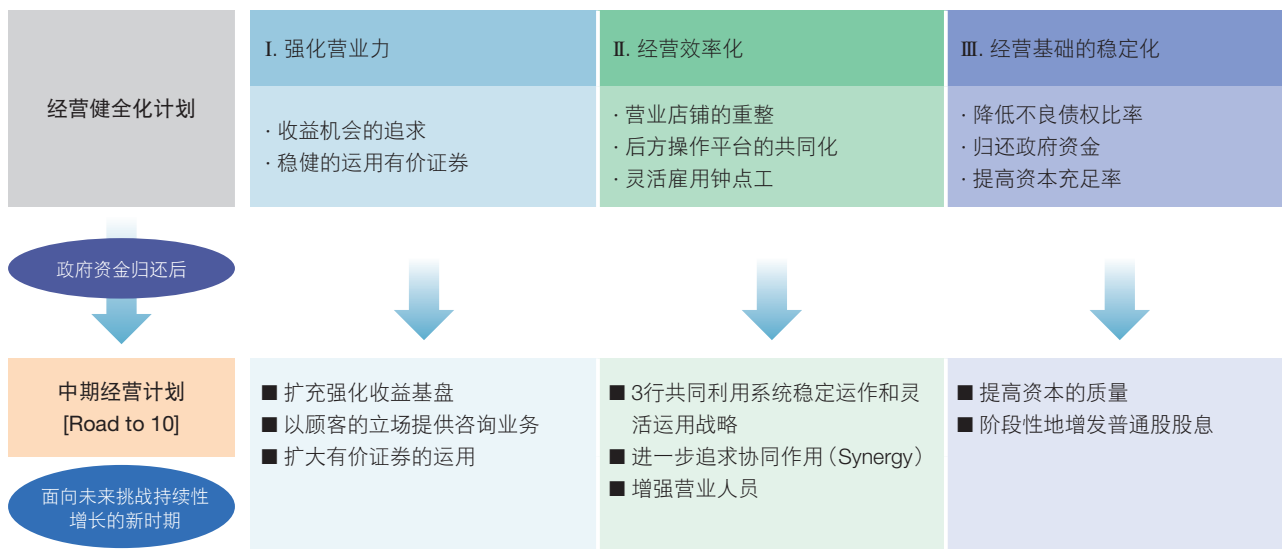 经营健全化计划
Ⅰ. 强化营业力
· 收益机会的追求
· 稳健的运用有价证券
Ⅱ. 经营效率化
· 营业店铺的重整
· 后方操作平台的共同化
· 灵活雇用钟点工
Ⅲ. 经营基础的稳定化
· 降低不良债权比率
· 归还政府资金
· 提高资本充足率
政府资金归还后
中期经营计划
[Road to 10]
面向未来挑战持续性
增长的新时期
■ 扩充强化收益基盘
■ 以顾客的立场提供咨询业务
■ 扩大有价证券的运用
■ 3行共同利用系统稳定运作和灵
活运用战略
■ 进一步追求协同作用（Synergy）
■ 增强营业人员
■ 提高资本的质量
■ 阶段性地增发普通股股息